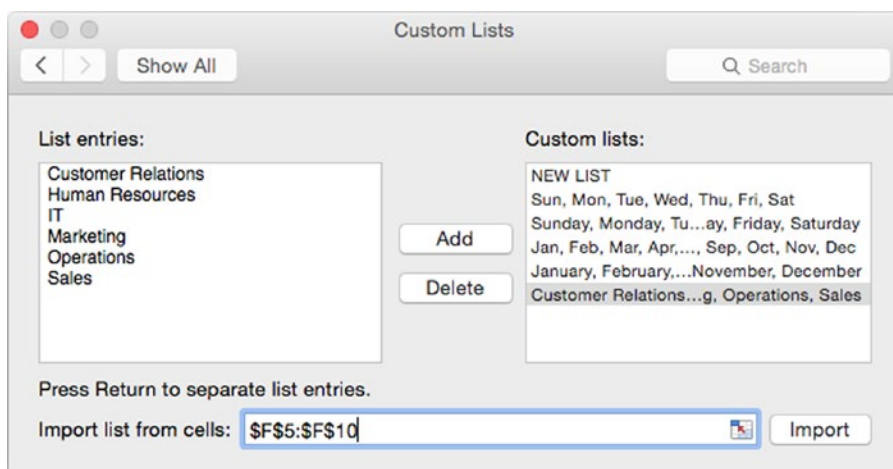 Custom Lists
Show All
Search
List entries:
Customer Relations
Human Resources
IT
Marketing
Operations
Sales
Add
Delete
Custom lists:
NEW LIST
Sun, Mon, Tue, Wed, Thu, Fri, Sat
Sunday, Monday, Tu...ay, Friday, Saturday
Jan, Feb, Mar, Apr,..., Sep, Oct, Nov, Dec
January, February,...November, December
Customer Relations...g, Operations, Sales
Press Return to separate list entries.
Import list from cells: $F$5:$F$10 Import